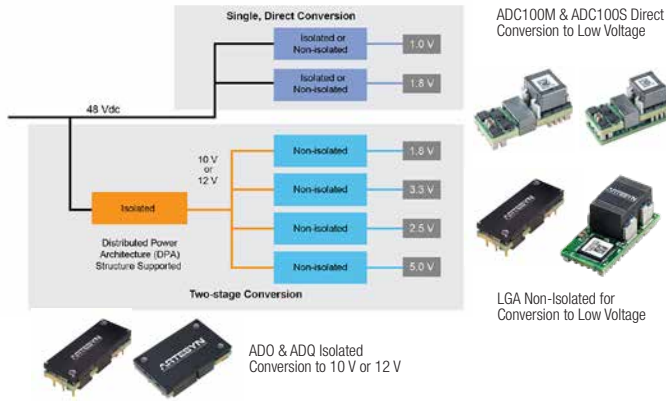 Single, Direct Conversion
Isolated or
Non-isolated
1.0 V
Isolated or
Non-isolated
1.8 V
48 Vdc
10 V
or
12 V
Isolated
Distributed Power
Architecture (DPA)
Structure Supported
Non-isolated
1.8 V
Non-isolated
3.3 V
Non-isolated
2.5 V
Non-isolated
5.0 V
Two-stage Conversion
ADC100M & ADC100S Direct
Conversion to Low Voltage
ARTESYN
LGA Non-Isolated for
Conversion to Low Voltage
ARTESYN
ARTESYN
ADO & ADQ Isolated
Conversion to 10 V or 12 V